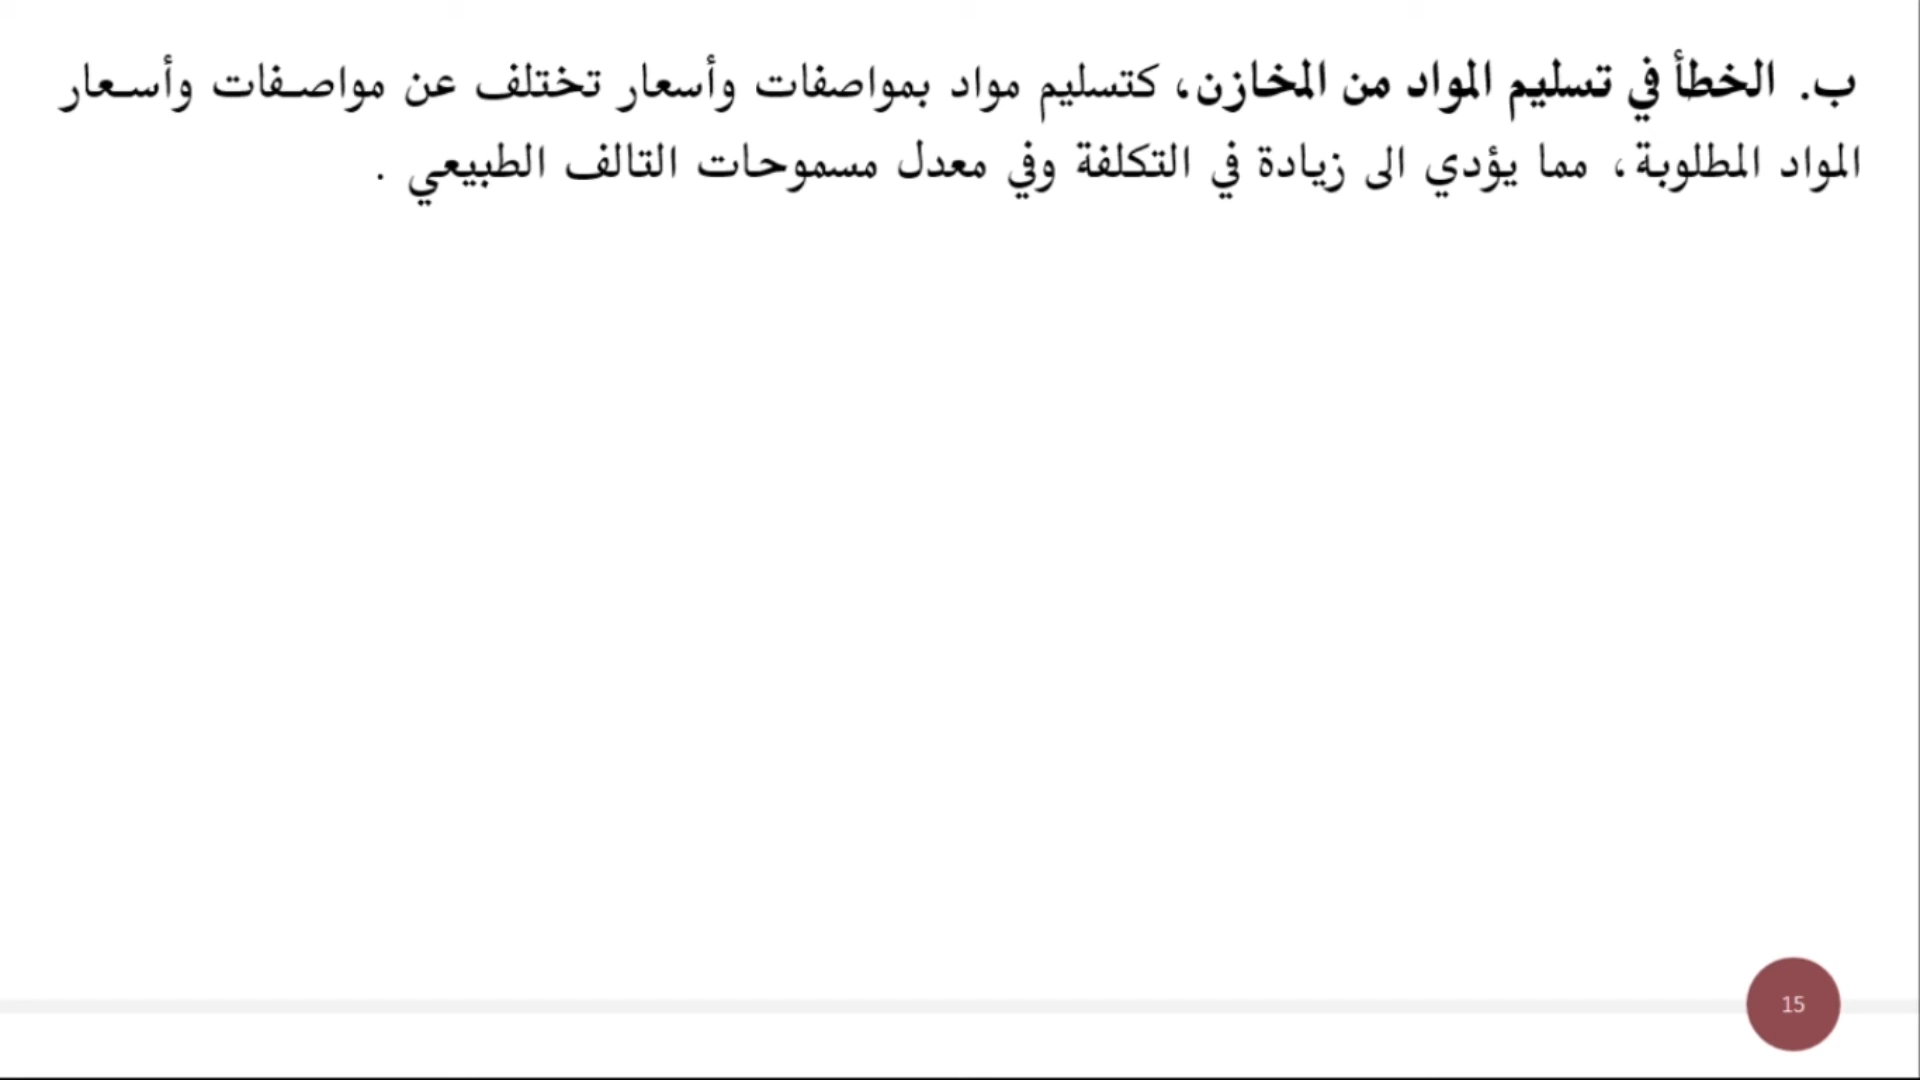 ب. الخطأ في تسليم المواد من المخازن، كتسليم مواد بمواصفات وأسعار تختلف عن مواصفات وأسعار
المواد المطلوبة، مما يؤدي الى زيادة في التكلفة وفي معدل مسموحات التالف الطبيعي .
15